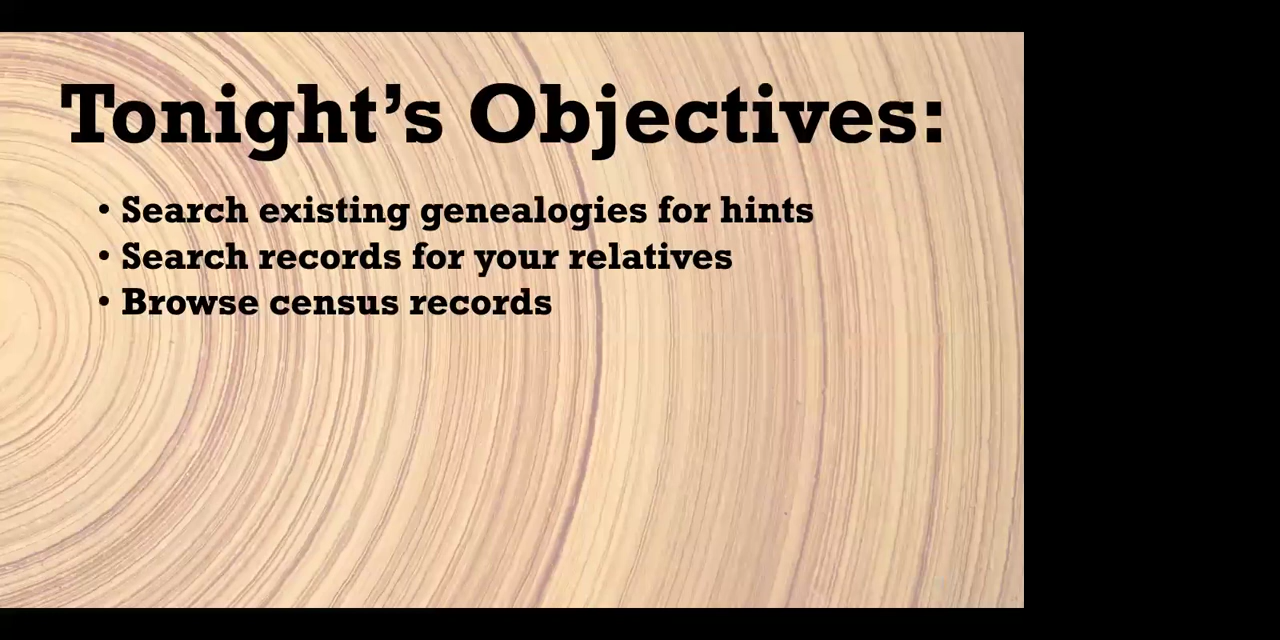 Tonight’s Objectives:
• Search existing genealogies for hints
• Search records for your relatives
• Browse census records